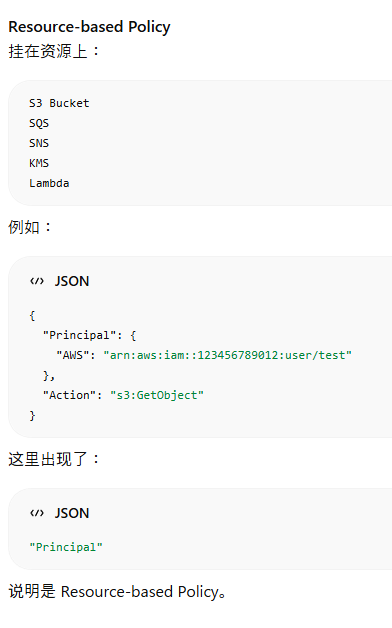 Resource-based Policy
挂在资源上：
S3 Bucket
SQS
SNS
KMS
Lambda
例如：
</> JSON
{
  "Principal": {
    "AWS": "arn:aws:iam::123456789012:user/test"
  },
  "Action": "s3:GetObject"
}
这里出现了：
</> JSON
"Principal"
说明是 Resource-based Policy。